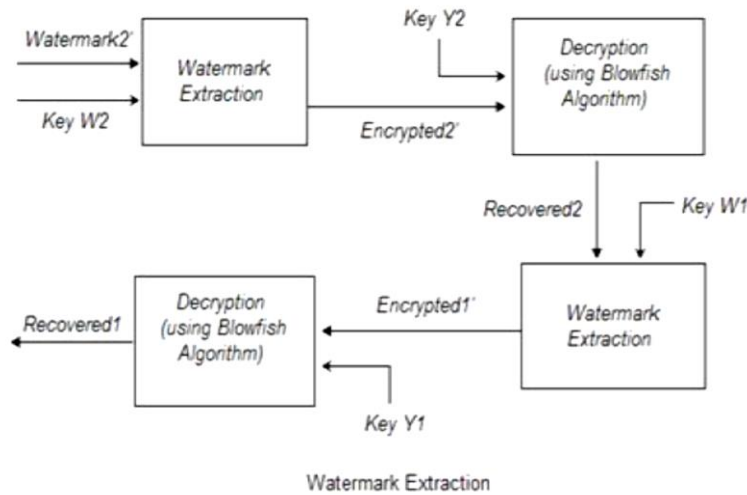 Watermark2'
Key W2
Watermark
Extraction
Encrypted2'
Key Y2
Decryption
(using Blowfish
Algorithm)
Recovered2
Key W1
Watermark
Extraction
Encrypted1'
Decryption
(using Blowfish
Algorithm)
Key Y1
Recovered1
Watermark Extraction